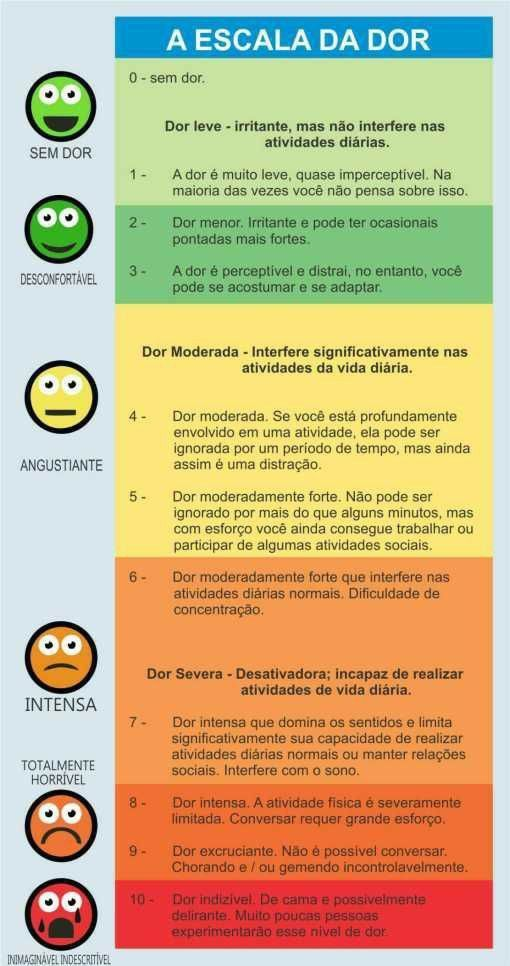 A ESCALA DA DOR
0 - sem dor.
Dor leve - irritante, mas não interfere nas
atividades diárias.
SEM DOR
1 - A dor é muito leve, quase imperceptível. Na
maioria das vezes você não pensa sobre isso.
2 - Dor menor. Irritante e pode ter ocasionais
pontadas mais fortes.
DESCONFORTÁVEL
3 - A dor é perceptível e distrai, no entanto, você
pode se acostumar e se adaptar.
Dor Moderada - Interfere significativamente nas
atividades da vida diária.
4 - Dor moderada. Se você está profundamente
envolvido em uma atividade, ela pode ser
ignorada por um período de tempo, mas ainda
assim é uma distração.
ANGUSTIANTE
5 - Dor moderadamente forte. Não pode ser
ignorado por mais do que alguns minutos, mas
com esforço você ainda consegue trabalhar ou
participar de algumas atividades sociais.
6 - Dor moderadamente forte que interfere nas
atividades diárias normais. Dificuldade de
concentração.
Dor Severa - Desativadora; incapaz de realizar
atividades de vida diária.
INTENSA
7 - Dor intensa que domina os sentidos e limita
significativamente sua capacidade de realizar
atividades diárias normais ou manter relações
sociais. Interfere com o sono.
TOTALMENTE
HORRÍVEL
8 - Dor intensa. A atividade física é severamente
limitada. Conversar requer grande esforço.
9 - Dor excruciante. Não é possível conversar.
Chorando e / ou gemendo incontrolavelmente.
10 - Dor indizível. De cama e possivelmente
delirante. Muito poucas pessoas
experimentarão esse nível de dor.
INIMAGINÁVEL INDESCRITÍVEL